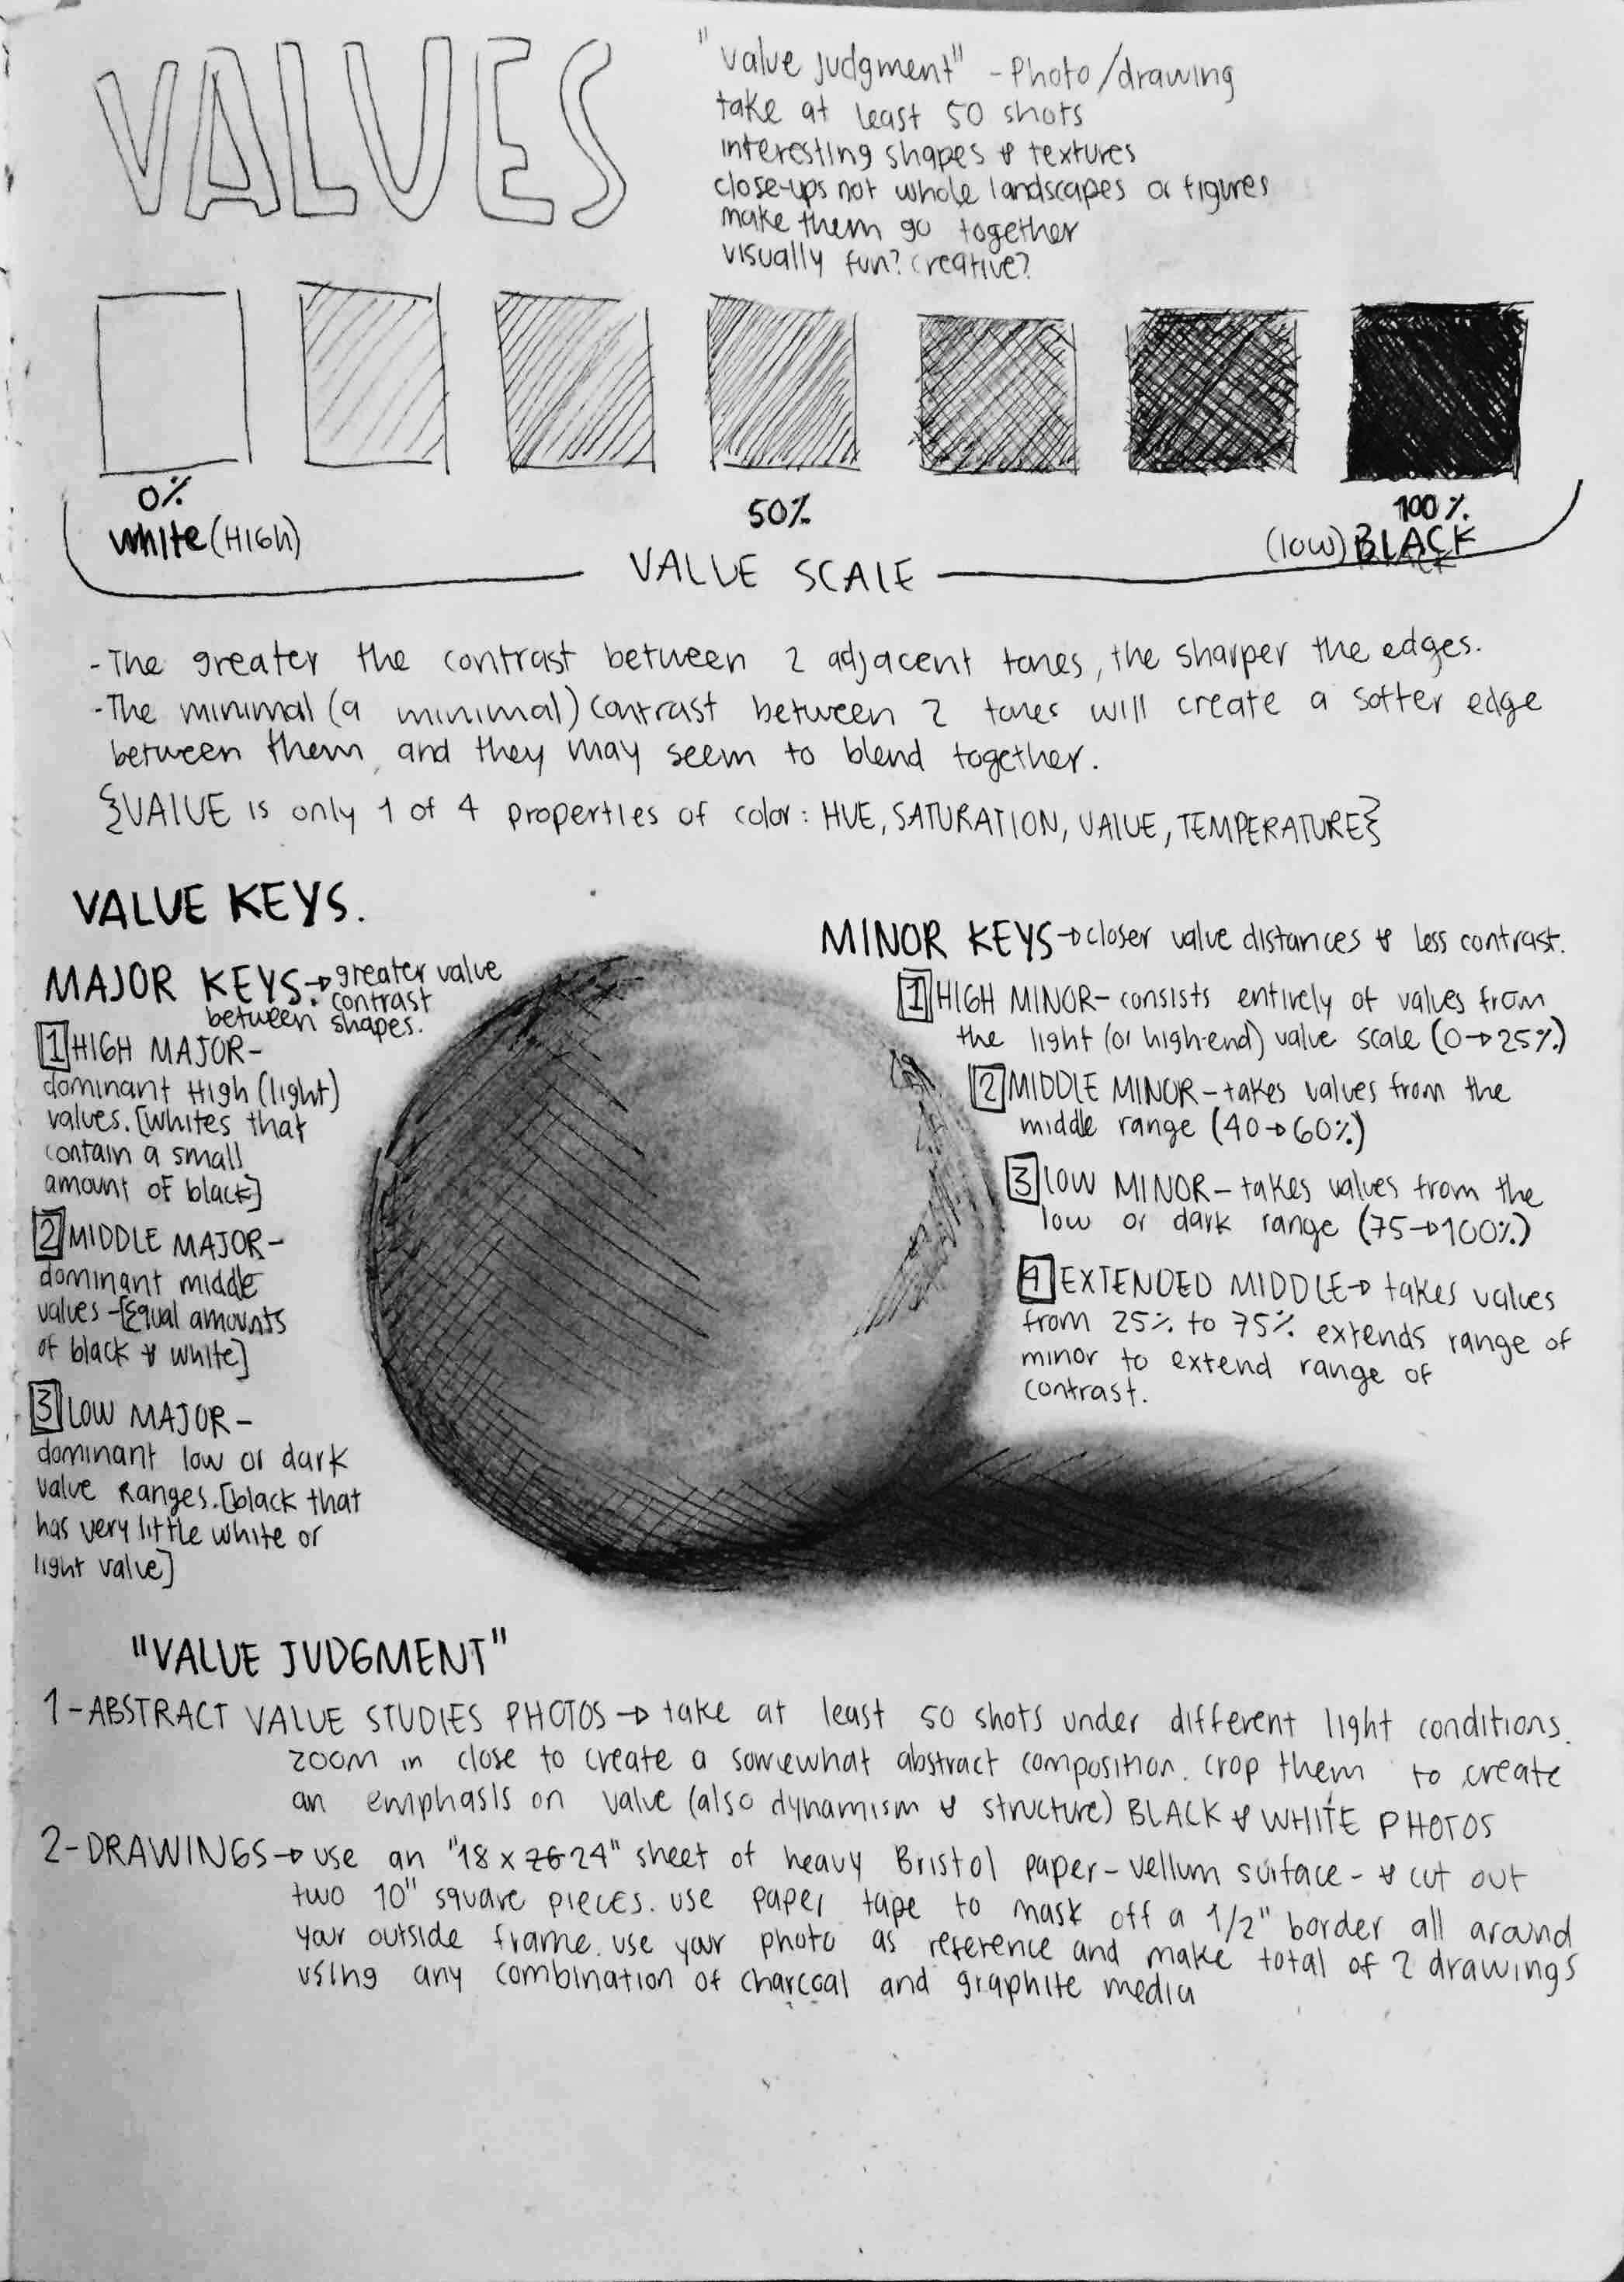 VALUES
"value judgment" - Photo/drawing
take at least 50 shots
interesting shapes & textures
close-ups not whole landscapes or figures
make them go together
visually fun? creative?
0%
50%
100%
white (HIGH)
(low) BLACK
VALUE SCALE
- The greater the contrast between 2 adjacent tones, the sharper the edges.
- The minimal (a minimal) contrast between 2 tones will create a softer edge
between them, and they may seem to blend together.
{VALUE is only 1 of 4 properties of color: HUE, SATURATION, VALUE, TEMPERATURE}
VALUE KEYS.
MAJOR KEYS → greater value
contrast
between shapes.
1 HIGH MAJOR -
dominant HIGH (light)
values. [whites that
contain a small
amount of black]
2 MIDDLE MAJOR -
dominant middle
values - [Equal amounts
of black & white]
3 LOW MAJOR -
dominant low or dark
value Ranges. [black that
has very little white or
light value]
MINOR KEYS → closer value distances & less contrast.
1 HIGH MINOR - consists entirely of values from
the light (or high-end) value scale (0→25%)
2 MIDDLE MINOR - takes values from the
middle range (40→60%)
3 LOW MINOR - takes values from the
low or dark range (75→100%)
4 EXTENDED MIDDLE → takes values
from 25% to 75% extends range of
minor to extend range of
contrast.
"VALUE JUDGMENT"
1 - ABSTRACT VALUE STUDIES PHOTOS → take at least 50 shots under different light conditions.
zoom in close to create a somewhat abstract composition. crop them to create
an emphasis on value (also dynamism & structure) BLACK & WHITE PHOTOS
2 - DRAWINGS → use an "18 x 24" sheet of heavy Bristol paper - vellum surface - & cut out
two 10" square pieces. use paper tape to mask off a 1/2" border all around
your outside frame. use your photo as reference and make total of 2 drawings
using any combination of charcoal and graphite media